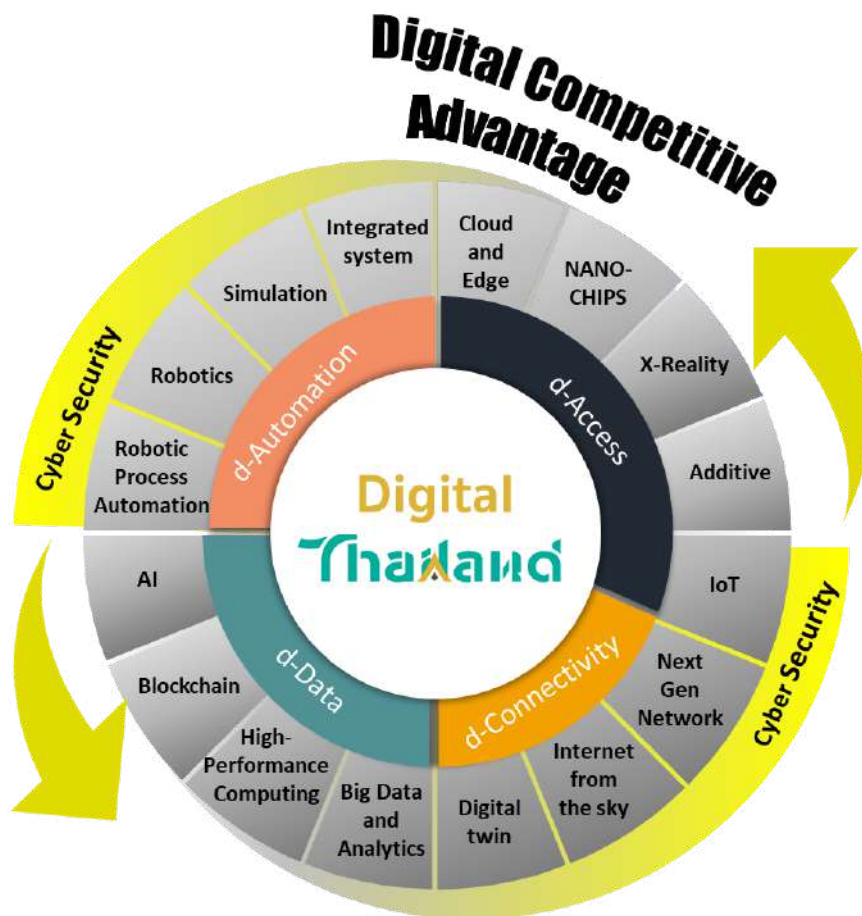 Digital Competitive
Advantage
Cloud
and
Edge
NANO-
CHIPS
X-Reality
Additive
IoT
Next
Gen
Network
Internet
from
the sky
Digital
twin
Big Data
and
Analytics
High-
Performance
Computing
Blockchain
AI
Robotic
Process
Automation
Robotics
Simulation
Integrated
system
d-Automation
d-Access
d-Connectivity
d-Data
Digital
Thailand
Cyber Security
Cyber Security